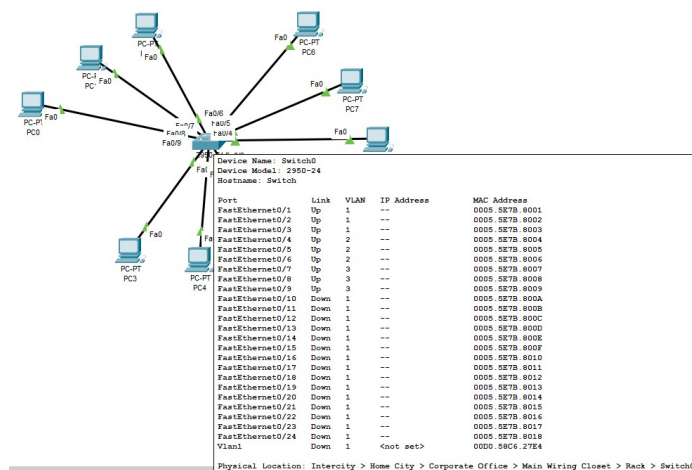 PC-PT
Fa0
PC-PT
PC6
Fa0
Fa0
PC-PT
PC7
Fa0
PC-PT
PC0
Fa0
Fa0/6
Fa0/5
Fa0/4
Fa0/8
Fa0/9
Fa0
Fa0
PC-PT
PC3
PC-PT
PC4
Device Name: Switch0
Device Model: 2950-24
Hostname: Switch
Port Link VLAN IP Address MAC Address
FastEthernet0/1 Up 1 -- 0005.5E7B.8001
FastEthernet0/2 Up 1 -- 0005.5E7B.8002
FastEthernet0/3 Up 1 -- 0005.5E7B.8003
FastEthernet0/4 Up 2 -- 0005.5E7B.8004
FastEthernet0/5 Up 2 -- 0005.5E7B.8005
FastEthernet0/6 Up 2 -- 0005.5E7B.8006
FastEthernet0/7 Up 3 -- 0005.5E7B.8007
FastEthernet0/8 Up 3 -- 0005.5E7B.8008
FastEthernet0/9 Up 3 -- 0005.5E7B.8009
FastEthernet0/10 Down 1 -- 0005.5E7B.800A
FastEthernet0/11 Down 1 -- 0005.5E7B.800B
FastEthernet0/12 Down 1 -- 0005.5E7B.800C
FastEthernet0/13 Down 1 -- 0005.5E7B.800D
FastEthernet0/14 Down 1 -- 0005.5E7B.800E
FastEthernet0/15 Down 1 -- 0005.5E7B.800F
FastEthernet0/16 Down 1 -- 0005.5E7B.8010
FastEthernet0/17 Down 1 -- 0005.5E7B.8011
FastEthernet0/18 Down 1 -- 0005.5E7B.8012
FastEthernet0/19 Down 1 -- 0005.5E7B.8013
FastEthernet0/20 Down 1 -- 0005.5E7B.8014
FastEthernet0/21 Down 1 -- 0005.5E7B.8015
FastEthernet0/22 Down 1 -- 0005.5E7B.8016
FastEthernet0/23 Down 1 -- 0005.5E7B.8017
FastEthernet0/24 Down 1 -- 0005.5E7B.8018
Vlan1 Down 1 <not set> 00D0.58C6.27E4
Physical Location: Intercity > Home City > Corporate Office > Main Wiring Closet > Rack > Switch0